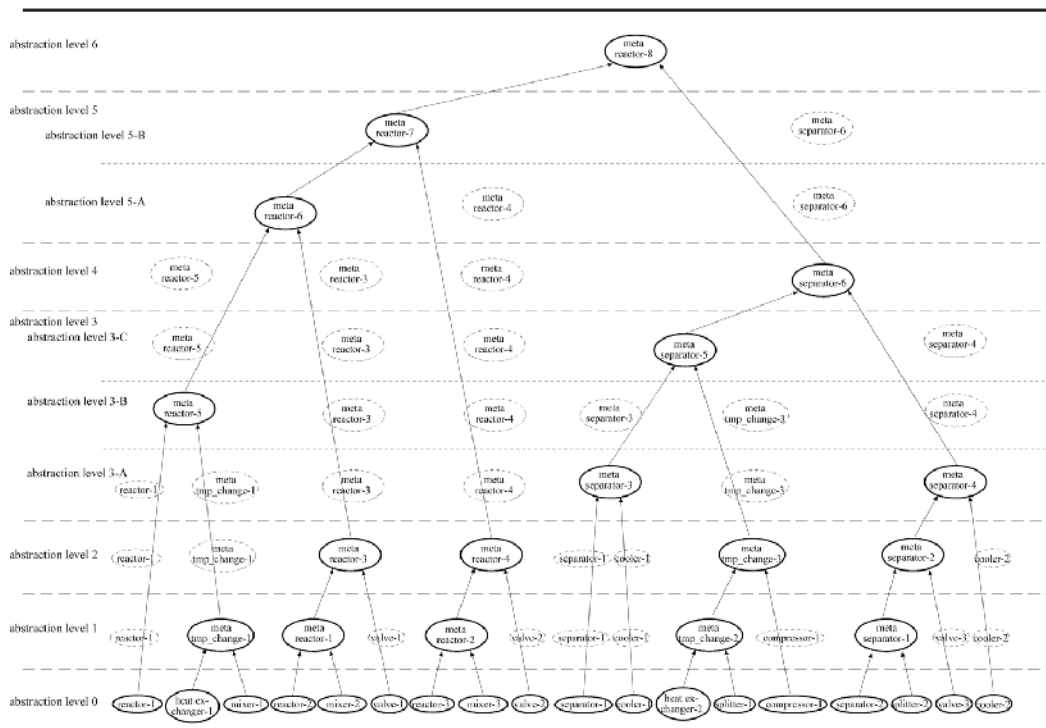 abstraction level 6
meta
reactor-8
abstraction level 5
abstraction level 5-B
meta
reactor-7
meta
separator-6
abstraction level 5-A
meta
reactor-6
meta
reactor-4
meta
separator-6
abstraction level 4
meta
reactor-5
meta
reactor-3
meta
reactor-4
meta
separator-6
abstraction level 3
abstraction level 3-C
meta
reactor-5
meta
reactor-3
meta
reactor-4
meta
separator-5
meta
separator-4
abstraction level 3-B
meta
reactor-5
meta
reactor-3
meta
reactor-4
meta
separator-3
meta
tmp_change-3
meta
separator-4
abstraction level 3-A
reactor-1
meta
tmp_change-1
meta
reactor-3
meta
reactor-4
meta
separator-3
meta
tmp_change-3
meta
separator-4
abstraction level 2
reactor-1
meta
tmp_change-1
meta
reactor-3
meta
reactor-4
separator-1
cooler-1
meta
tmp_change-3
meta
separator-2
cooler-2
abstraction level 1
reactor-1
meta
tmp_change-1
meta
reactor-1
valve-1
meta
reactor-2
valve-2
separator-1
cooler-1
meta
tmp_change-2
compressor-1
meta
separator-1
valve-3
cooler-2
abstraction level 0
reactor-1
heat ex-
changer-1
mixer-1
reactor-2
mixer-2
valve-1
reactor-3
mixer-3
valve-2
separator-1
cooler-1
heat ex-
changer-2
splitter-1
compressor-1
separator-2
splitter-2
valve-3
cooler-2